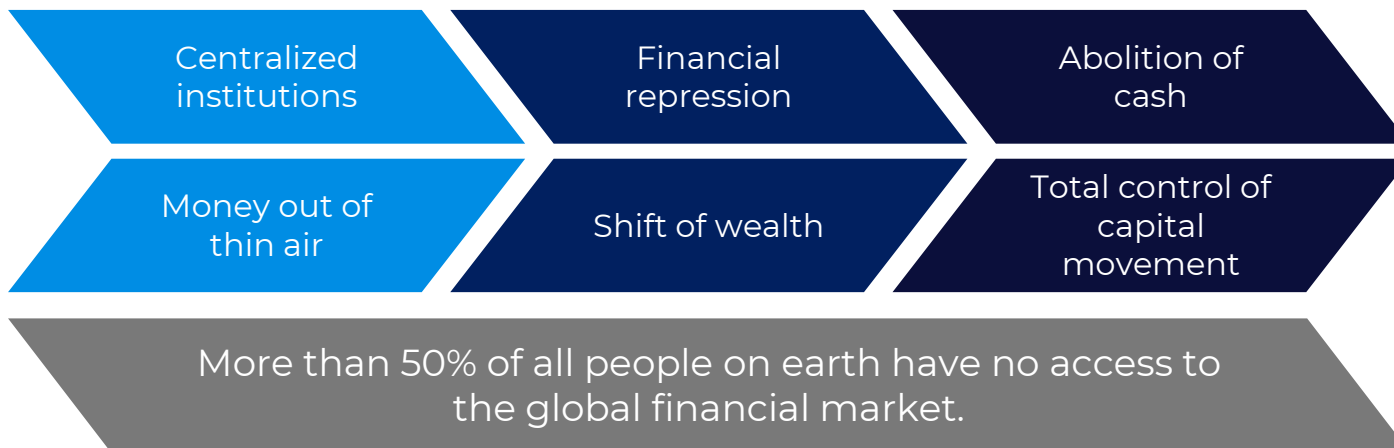 Centralized
institutions
Financial
repression
Abolition of
cash
Money out of
thin air
Shift of wealth
Total control of
capital
movement
More than 50% of all people on earth have no access to
the global financial market.